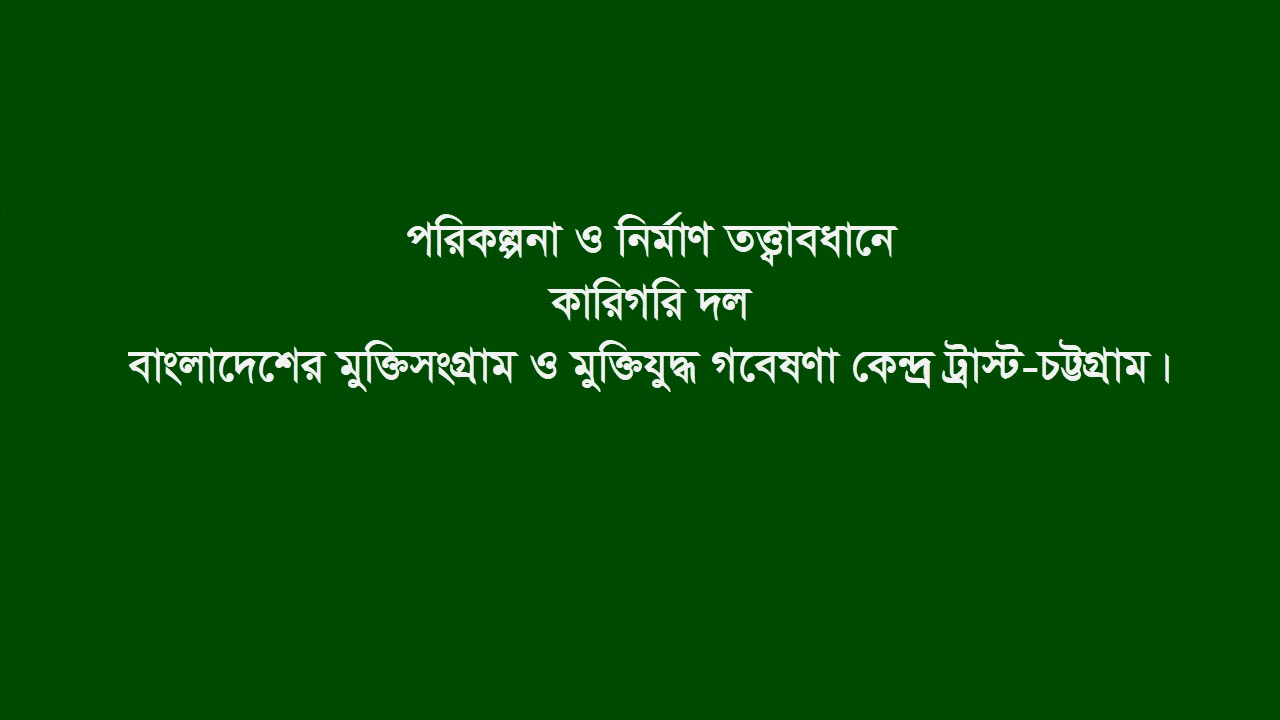 পরিকল্পনা ও নির্মাণ তত্ত্বাবধানে
কারিগরি দল
বাংলাদেশের মুক্তিসংগ্রাম ও মুক্তিযুদ্ধ গবেষণা কেন্দ্র ট্রাস্ট-চট্টগ্রাম।